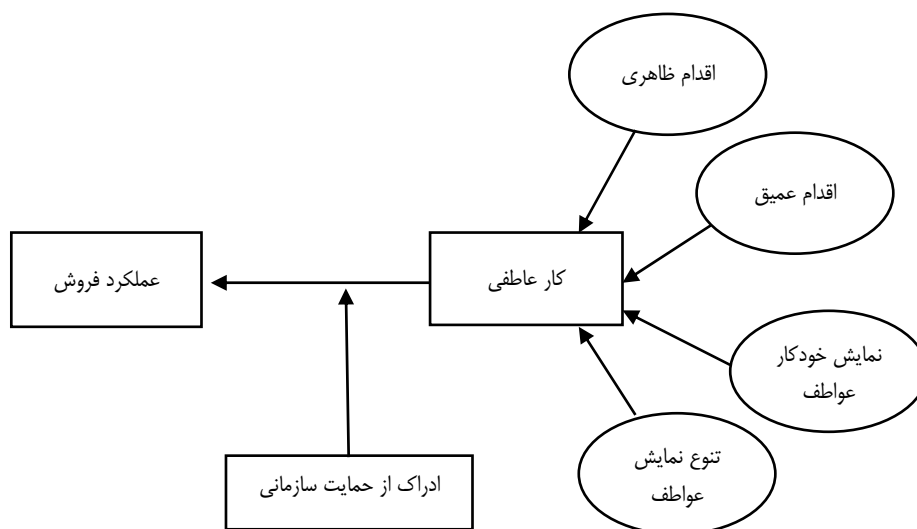 اقدام ظاهری
اقدام عمیق
کار عاطفی
عملکرد فروش
نمایش خودکار
عواطف
تنوع نمایش
عواطف
ادراک از حمایت سازمانی